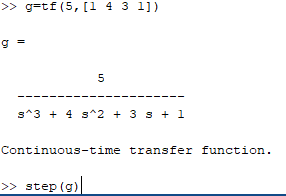 >> g=tf(5,[1 4 3 1])
g =
5
---------------------
s^3 + 4 s^2 + 3 s + 1
Continuous-time transfer function.
>> step(g)